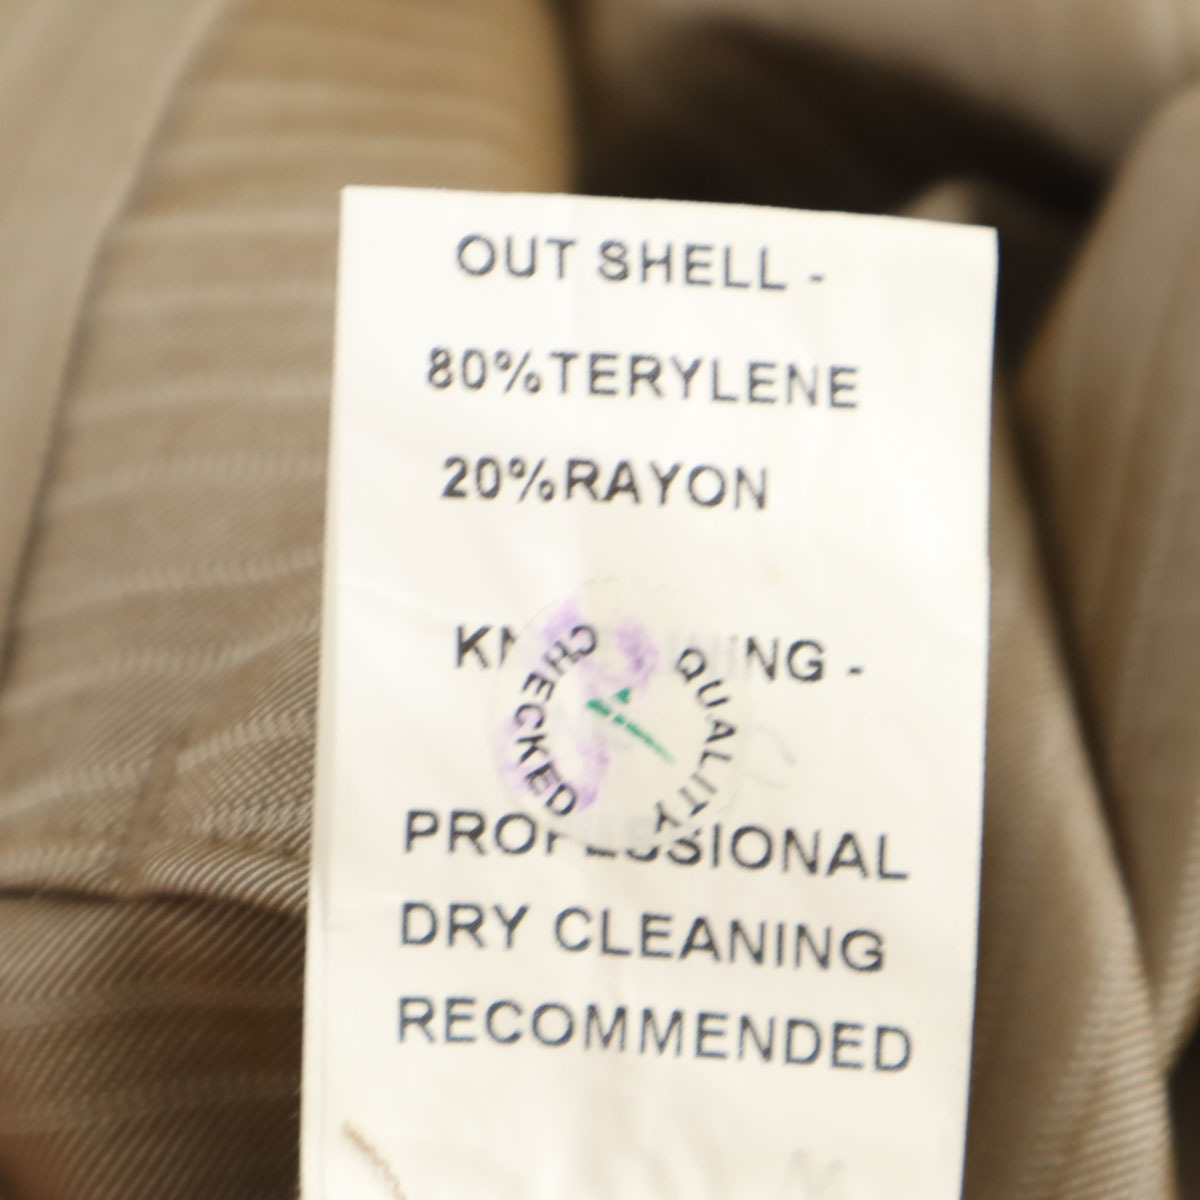 OUT SHELL -
80%TERYLENE
20%RAYON
QUALITY CHECKED
PROFESSIONAL
DRY CLEANING
RECOMMENDED